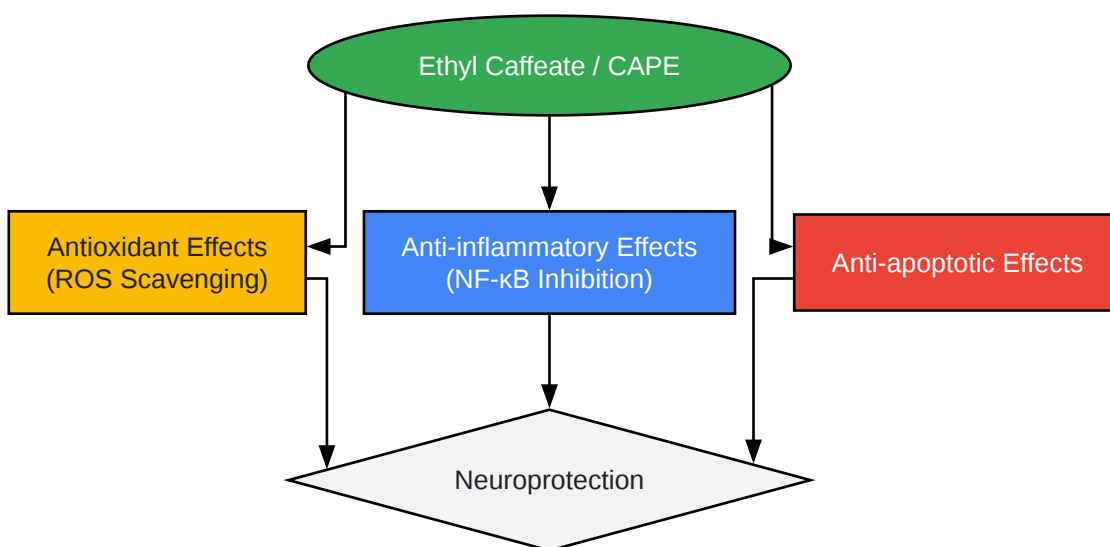 Ethyl Caffeate / CAPE
Antioxidant Effects
(ROS Scavenging)
Anti-inflammatory Effects
(NF-κB Inhibition)
Anti-apoptotic Effects
Neuroprotection